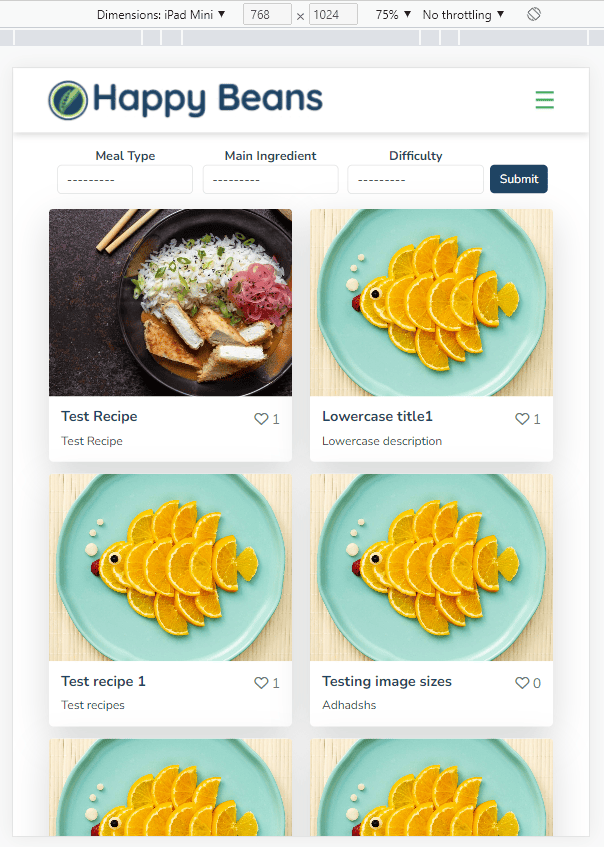 Dimensions: iPad Mini ▼ 768 × 1024 75% ▼ No throttling ▼
Happy Beans
Meal Type Main Ingredient Difficulty
--------- --------- --------- Submit
Test Recipe 1
Test Recipe
Lowercase title1 1
Lowercase description
Test recipe 1 1
Test recipes
Testing image sizes 0
Adhadshs